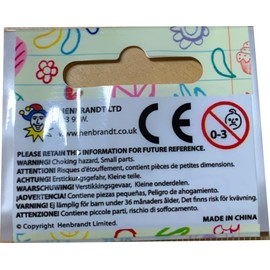 HENBRANDT LTD
www.henbrandt.co.uk
CE
0-3
PLEASE RETAIN THIS INFORMATION FOR FUTURE REFERENCE.
WARNING! Choking hazard, Small parts.
ATTENTION! Risques d'étouffement, contient de petites dimensions.
ACHTUNG! Erstickungsgefahr, Kleine teile.
WAARSCHUWING! Verstikkingsgevaar, Kleine onderdelen.
¡ADVERTENCIA! Contiene piezas pequeñas, Peligro de ahogamiento.
VARNING! Ej lämplig för barn under 36 månaders ålder. Det finns risk för kvävning.
ATTENZIONE! Contiene piccole parti, rischio di soffocamento.
MADE IN CHINA
© Copyright Henbrandt Limited.